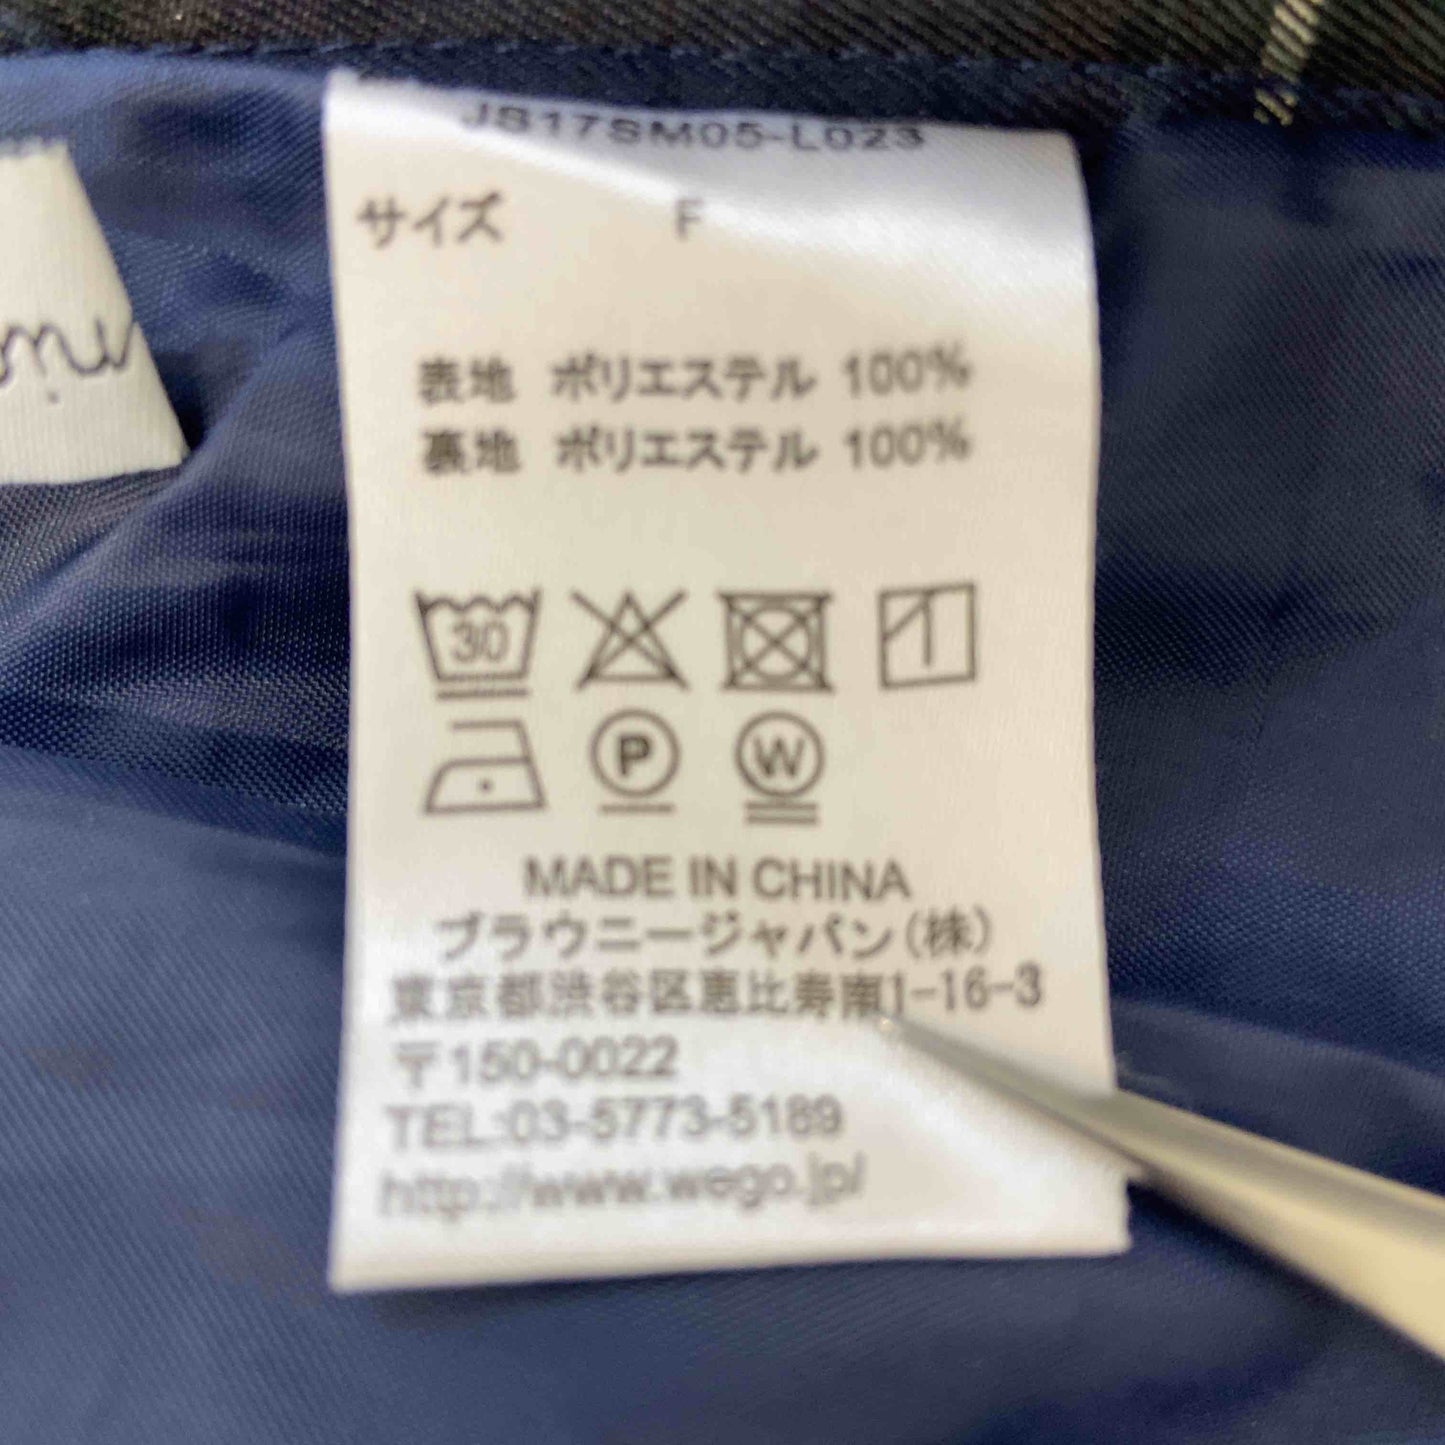 JS17SM05-L023
サイズ F
表地 ポリエステル 100%
裏地 ポリエステル 100%
30
P W
MADE IN CHINA
ブラウニージャパン(株)
東京都渋谷区恵比寿南1-16-3
〒150-0022
TEL:03-5773-5189
http://www.wego.jp/